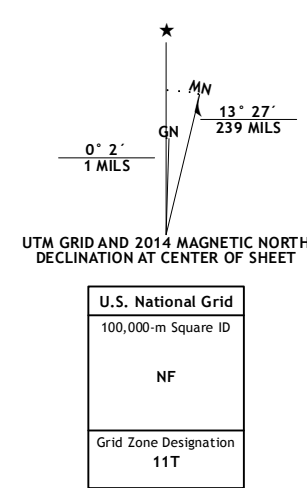 ★
MN
GN
13° 27´
239 MILS
0° 2´
1 MILS
UTM GRID AND 2014 MAGNETIC NORTH
DECLINATION AT CENTER OF SHEET
U.S. National Grid
100,000-m Square ID
NF
Grid Zone Designation
11T